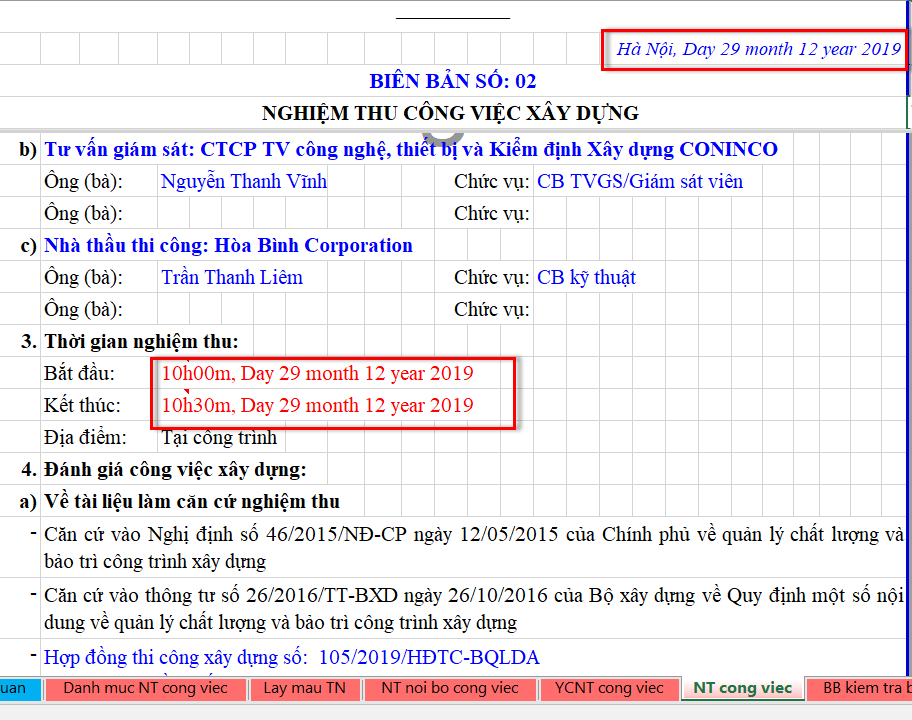 Hà Nội, Day 29 month 12 year 2019
BIÊN BẢN SỐ: 02
NGHIỆM THU CÔNG VIỆC XÂY DỰNG
b) Tư vấn giám sát: CTCP TV công nghệ, thiết bị và Kiểm định Xây dựng CONINCO
Ông (bà): Nguyễn Thanh Vĩnh Chức vụ: CB TVGS/Giám sát viên
Ông (bà): Chức vụ:
c) Nhà thầu thi công: Hòa Bình Corporation
Ông (bà): Trần Thanh Liêm Chức vụ: CB kỹ thuật
Ông (bà): Chức vụ:
3. Thời gian nghiệm thu:
Bắt đầu: 10h00m, Day 29 month 12 year 2019
Kết thúc: 10h30m, Day 29 month 12 year 2019
Địa điểm: Tại công trình
4. Đánh giá công việc xây dựng:
a) Về tài liệu làm căn cứ nghiệm thu
- Căn cứ vào Nghị định số 46/2015/NĐ-CP ngày 12/05/2015 của Chính phủ về quản lý chất lượng và
bảo trì công trình xây dựng
- Căn cứ vào thông tư số 26/2016/TT-BXD ngày 26/10/2016 của Bộ xây dựng về Quy định một số nội
dung về quản lý chất lượng và bảo trì công trình xây dựng
- Hợp đồng thi công xây dựng số: 105/2019/HĐTC-BQLDA
uan Danh muc NT cong viec Lay mau TN NT noi bo cong viec YCNT cong viec NT cong viec BB kiem tra